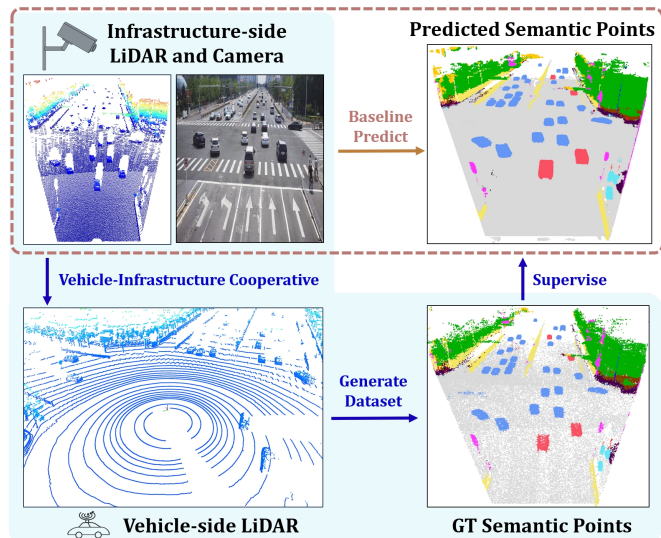 Infrastructure-side
LiDAR and Camera
Predicted Semantic Points
Baseline
Predict
Vehicle-Infrastructure Cooperative
Supervise
Generate
Dataset
Vehicle-side LiDAR
GT Semantic Points